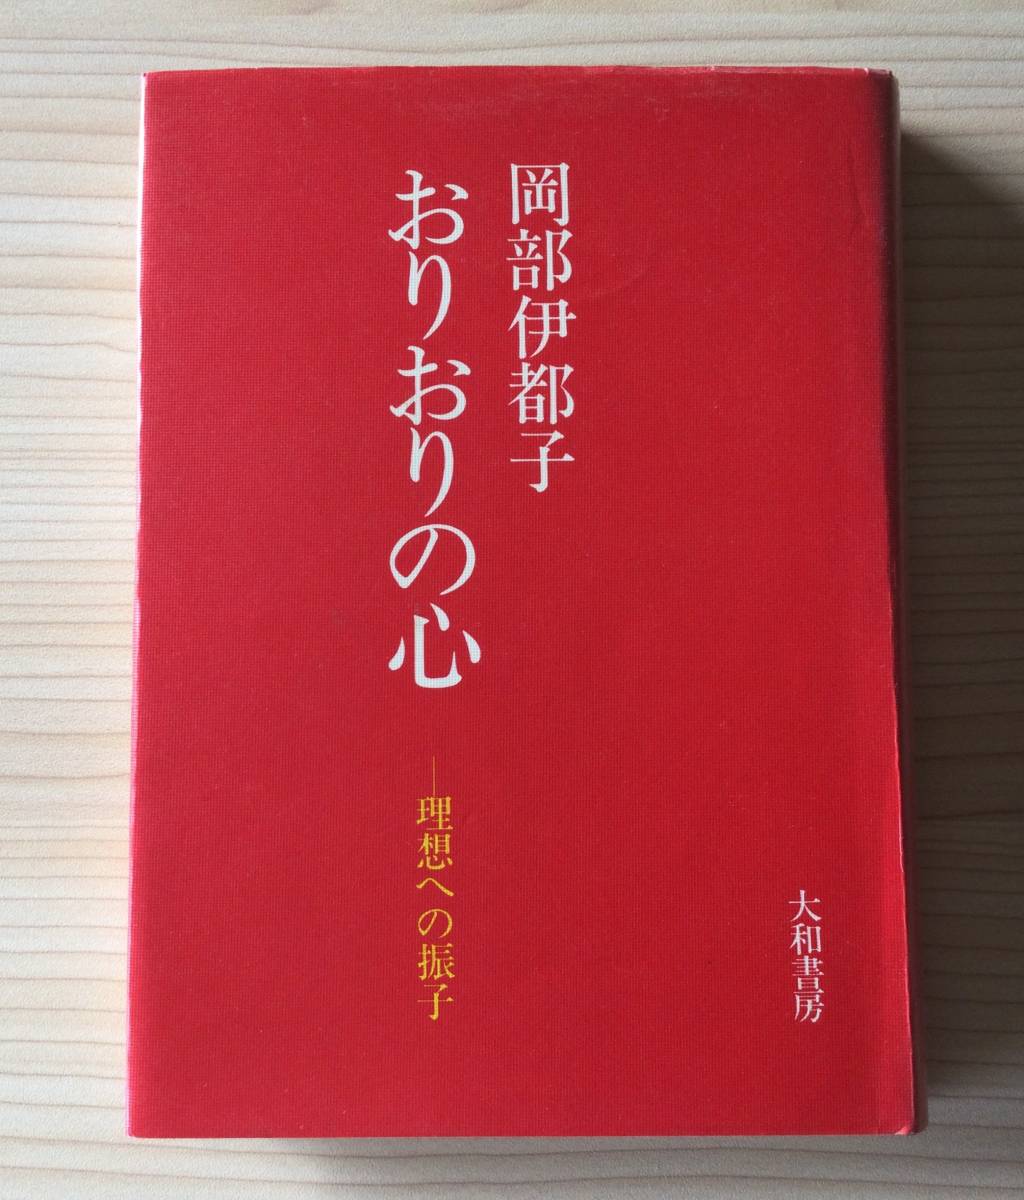 岡部伊都子
おりおりの心
―理想への振子
大和書房